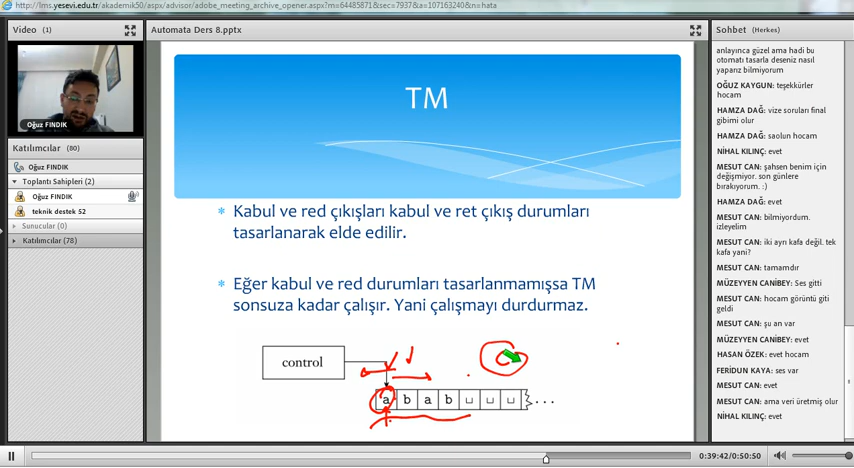 http://lms.yesevi.edu.tr/akademik50/aspx/advisor/adobe_meeting_archive_opener.aspx?m=64485871&sec=7937&a=107163240&n=hata
Video (1)
Oğuz FINDIK
Katılımcılar (80)
Oğuz FINDIK
Toplantı Sahipleri (2)
Oğuz FINDIK
teknik destek 52
Sunucular (0)
Katılımcılar (78)
Automata Ders 8.pptx
TM
* Kabul ve red çıkışları kabul ve ret çıkış durumları
tasarlanarak elde edilir.
* Eğer kabul ve red durumları tasarlanmamışsa TM
sonsuza kadar çalışır. Yani çalışmayı durdurmaz.
control
a b a b ⊔ ⊔ ⊔ ...
Sohbet (Herkes)
anlayınca güzel ama hadi bu
otomatı tasarla deseniz nasıl
yaparız bilmiyorum
OĞUZ KAYGUN: teşekkürler
hocam
HAMZA DAĞ: vize soruları final
gibimi olur
HAMZA DAĞ: saolun hocam
NİHAL KILINÇ: evet
MESUT CAN: şahsen benim için
değişmiyor. son günlere
bırakıyorum. :)
HAMZA DAĞ: evet
MESUT CAN: bilmiyordum.
izleyelim
MESUT CAN: iki ayrı kafa değil. tek
kafa yani?
MESUT CAN: tamamdır
MÜZEYYEN CANİBEY: Ses gitti
MESUT CAN: hocam görüntü giti
geldi
MESUT CAN: şu an var
MÜZEYYEN CANİBEY: evet
HASAN ÖZEK: evet hocam
FERİDUN KAYA: ses var
MESUT CAN: evet
MESUT CAN: ama veri üretmiş olur
NİHAL KILINÇ: evet
0:39:42/0:50:50